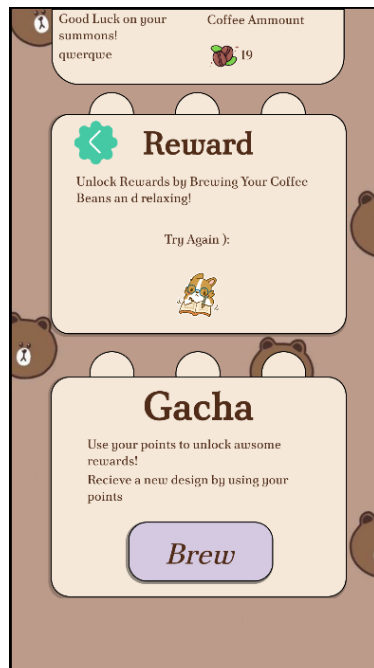 Good Luck on your
summons!
qwerqwe
Coffee Ammount
19
Reward
Unlock Rewards by Brewing Your Coffee
Beans an d relaxing!
Try Again ):
Gacha
Use your points to unlock awsome
rewards!
Recieve a new design by using your
points
Brew